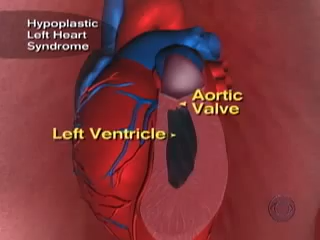 Hypoplastic
Left Heart
Syndrome
Aortic
Valve
Left Ventricle